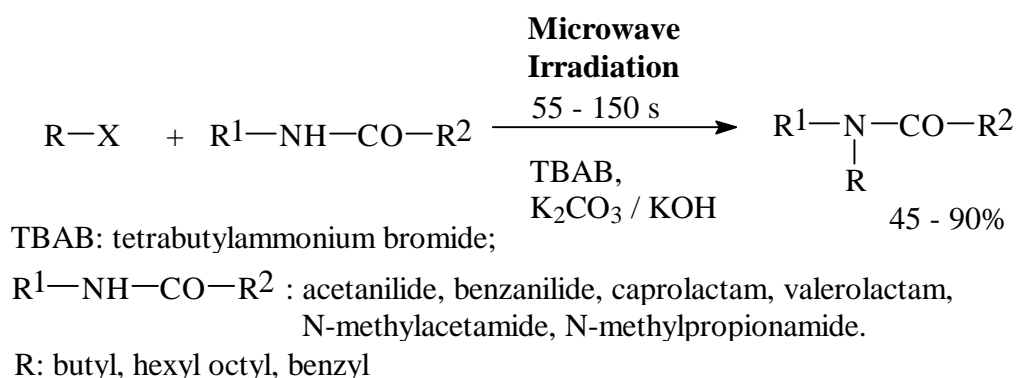 Microwave
Irradiation
55 - 150 s
R—X + R¹—NH—CO—R² R¹—N—CO—R²
R
TBAB,
K₂CO₃ / KOH
45 - 90%
TBAB: tetrabutylammonium bromide;
R¹—NH—CO—R² : acetanilide, benzanilide, caprolactam, valerolactam,
N-methylacetamide, N-methylpropionamide.
R: butyl, hexyl octyl, benzyl